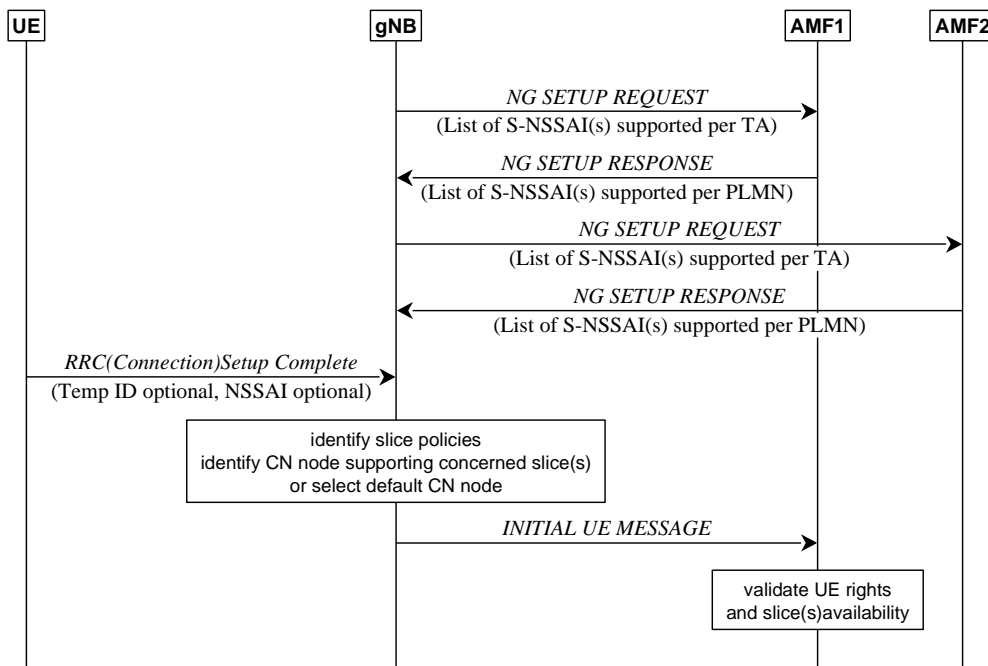 UE gNB AMF1 AMF2
NG SETUP REQUEST
(List of S-NSSAI(s) supported per TA)
NG SETUP RESPONSE
(List of S-NSSAI(s) supported per PLMN)
NG SETUP REQUEST
(List of S-NSSAI(s) supported per TA)
NG SETUP RESPONSE
(List of S-NSSAI(s) supported per PLMN)
RRC(Connection)Setup Complete
(Temp ID optional, NSSAI optional)
identify slice policies
identify CN node supporting concerned slice(s)
or select default CN node
INITIAL UE MESSAGE
validate UE rights
and slice(s)availability